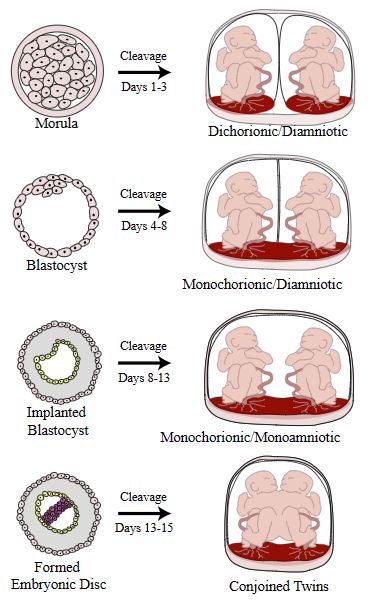 Cleavage
Days 1-3
Morula
Dichorionic/Diamniotic
Cleavage
Days 4-8
Blastocyst
Monochorionic/Diamniotic
Cleavage
Days 8-13
Implanted
Blastocyst
Monochorionic/Monoamniotic
Cleavage
Days 13-15
Formed
Embryonic Disc
Conjoined Twins